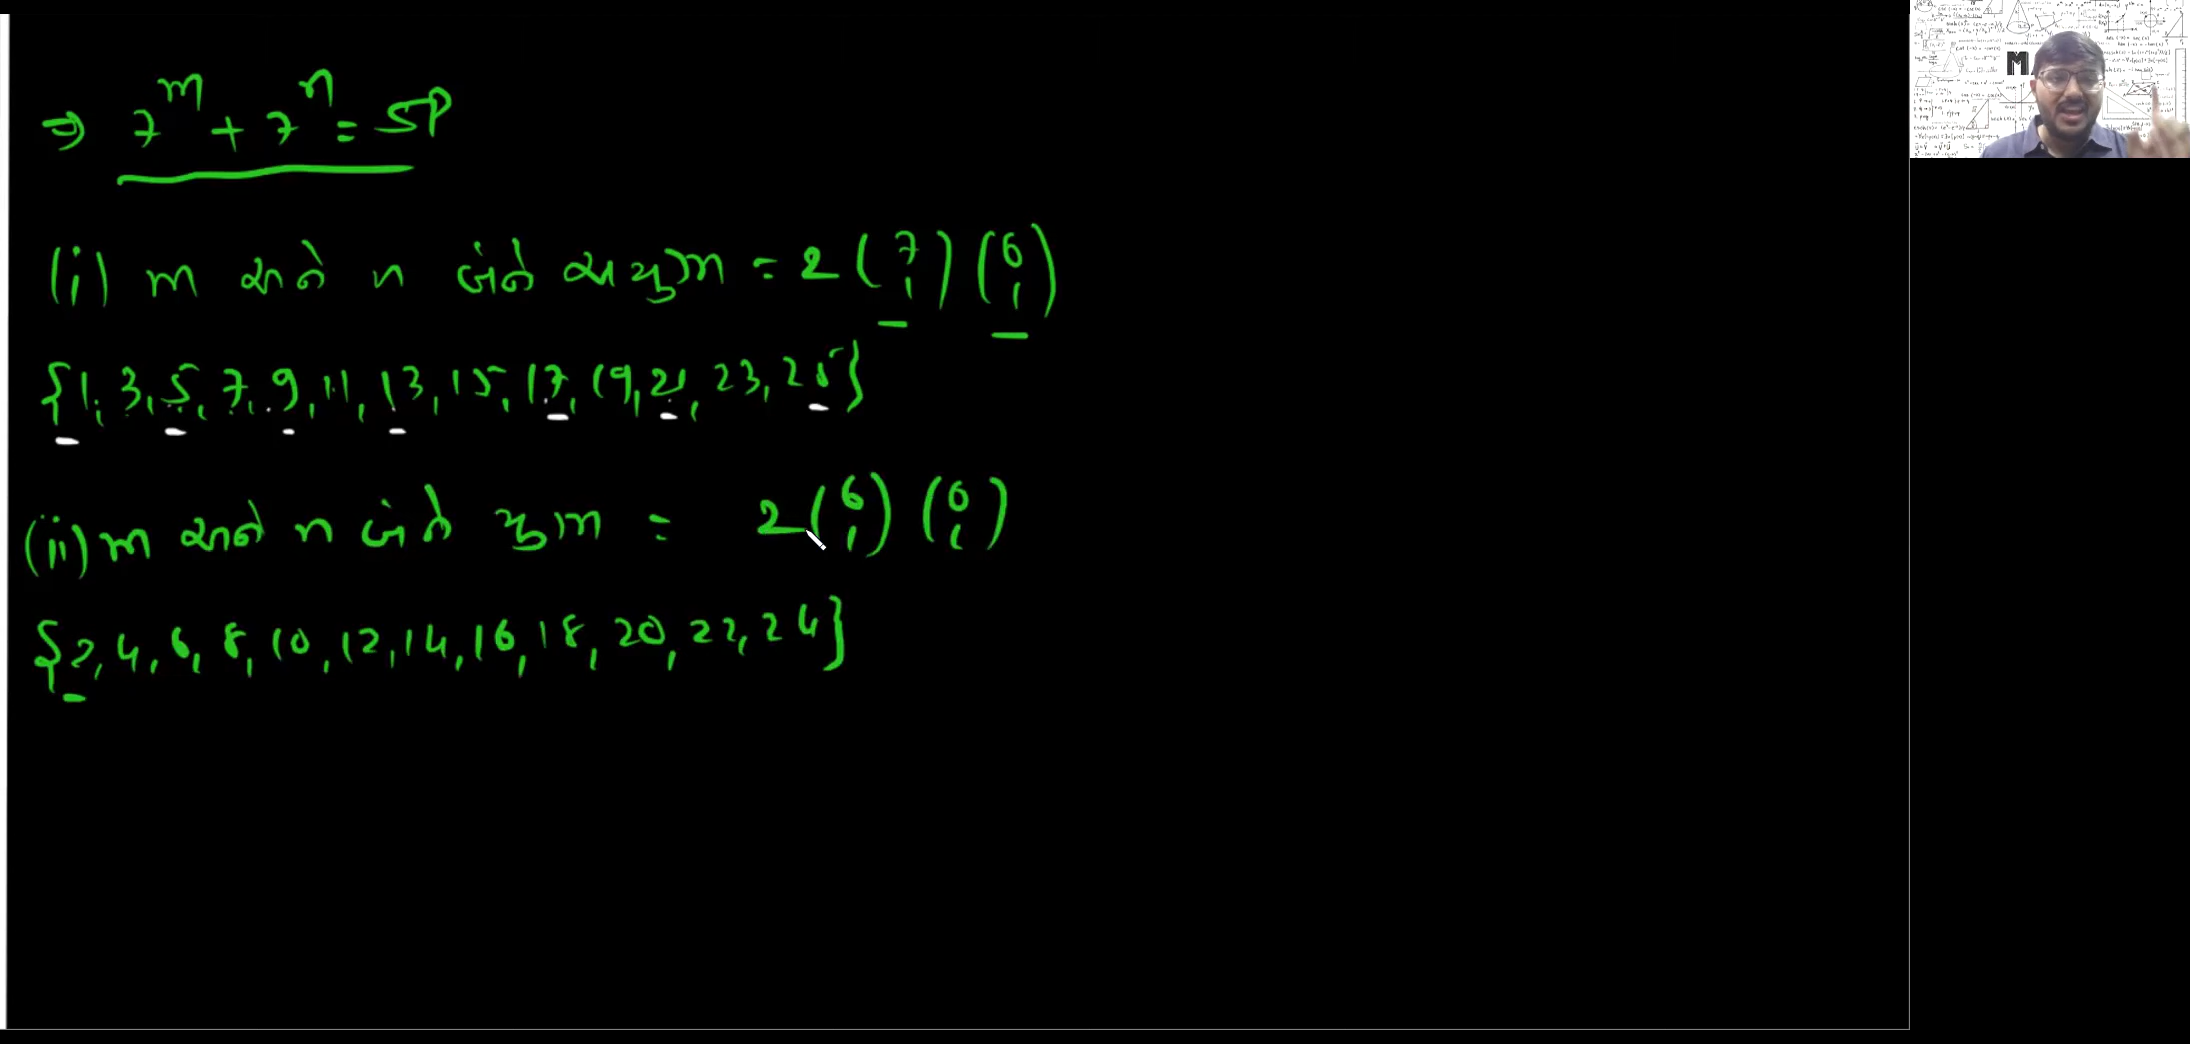 ⇒ 7^m + 7^n = 5P
(i) m અને n બંને અયુગ્મ = 2 (7 1) (6 1)
{1, 3, 5, 7, 9, 11, 13, 15, 17, 19, 21, 23, 25}
(ii) m અને n બંને યુગ્મ = 2 (6 1) (6 1)
{2, 4, 6, 8, 10, 12, 14, 16, 18, 20, 22, 24}
M